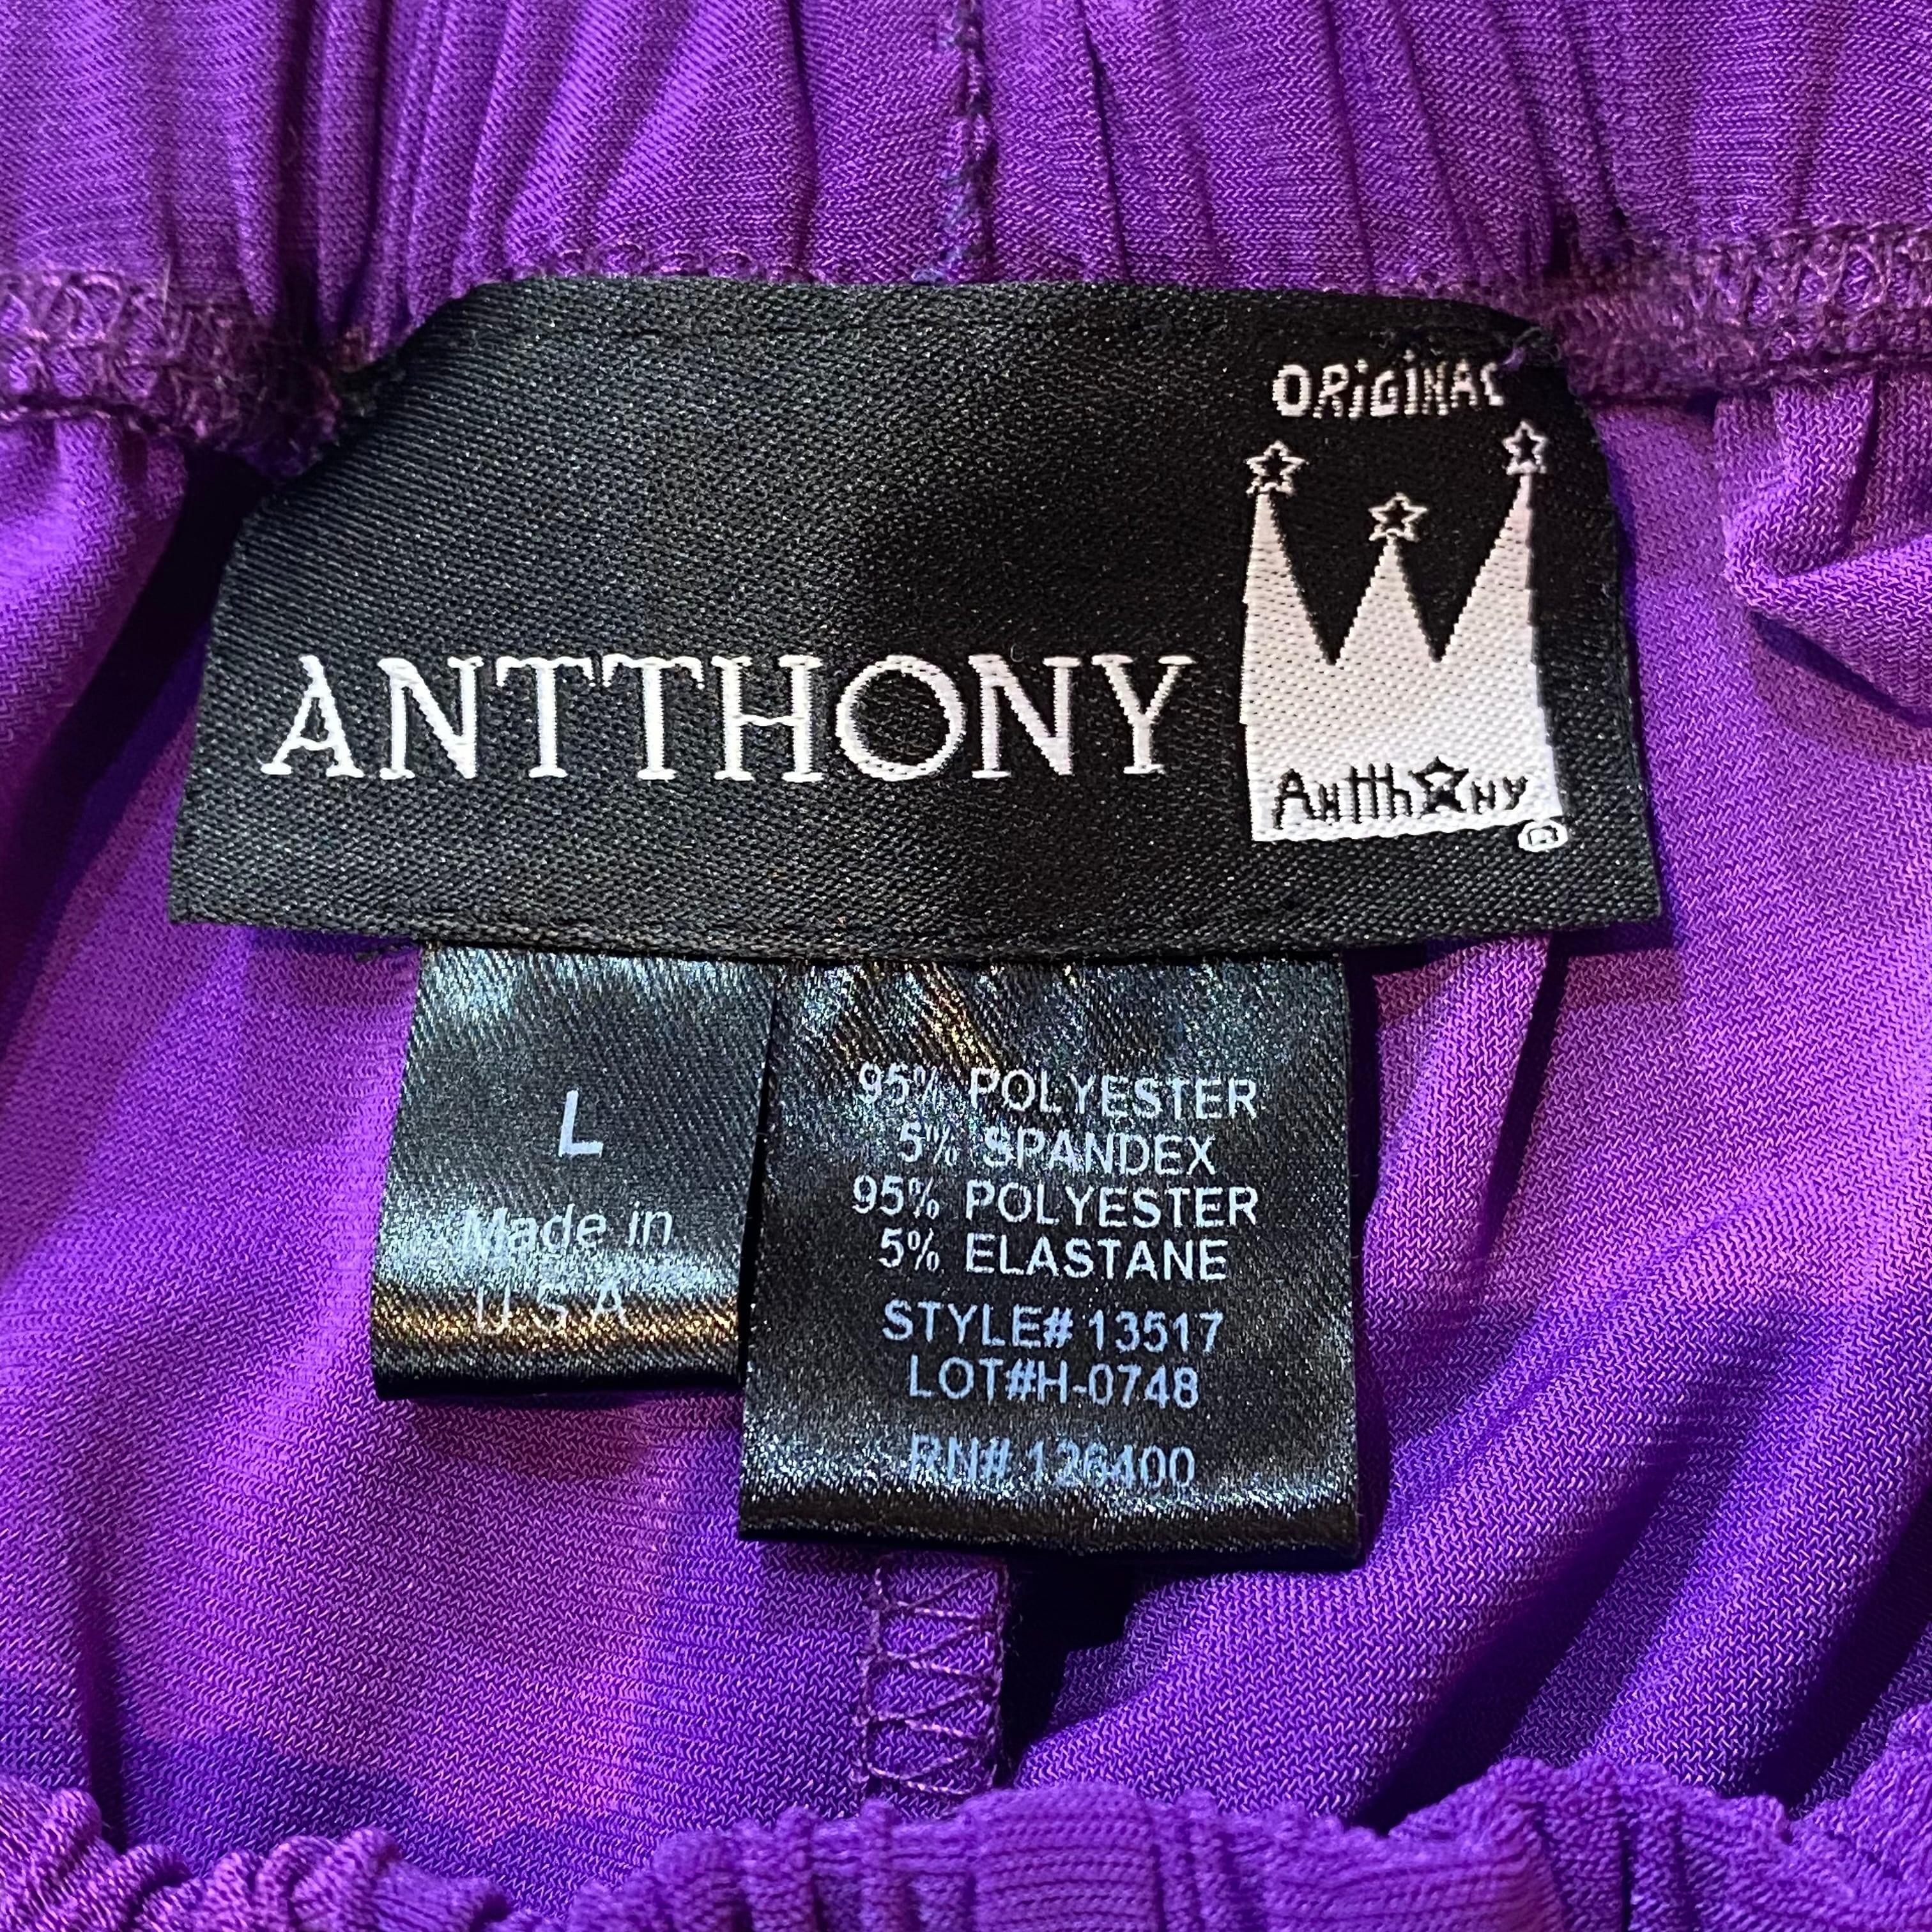 ORiGiNAL
ANTTHONY
AntthOny
®
L
Made in
USA
95% POLYESTER
5% SPANDEX
95% POLYESTER
5% ELASTANE
STYLE# 13517
LOT#H-0748
RN# 126400